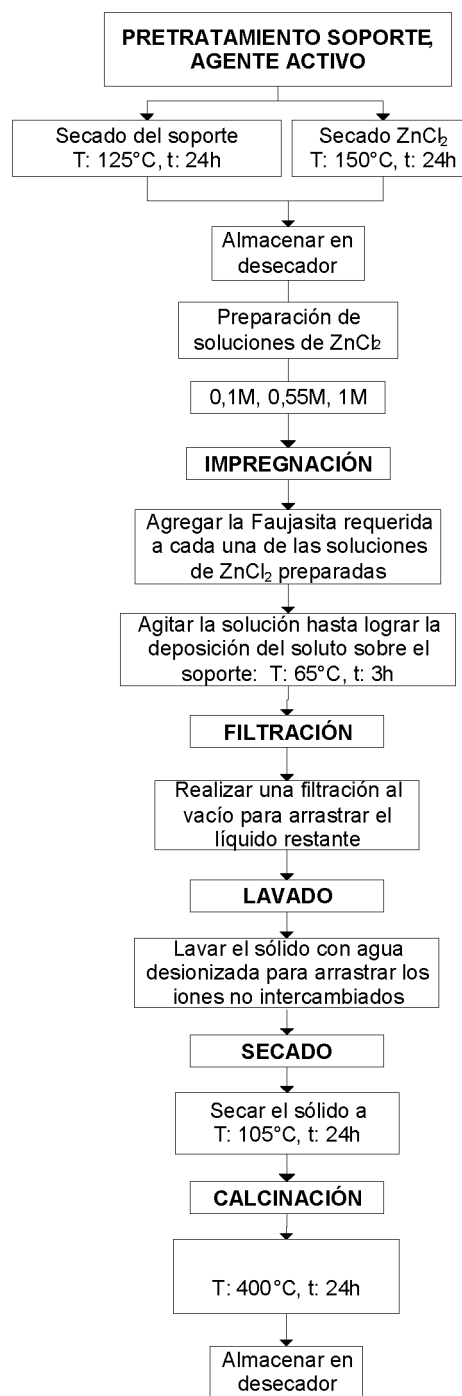 PRETRATAMIENTO SOPORTE,
AGENTE ACTIVO
Secado del soporte
T: 125°C, t: 24h
Secado ZnCl₂
T: 150°C, t: 24h
Almacenar en
desecador
Preparación de
soluciones de ZnCl₂
0,1M, 0,55M, 1M
IMPREGNACIÓN
Agregar la Faujasita requerida
a cada una de las soluciones
de ZnCl₂ preparadas
Agitar la solución hasta lograr la
deposición del soluto sobre el
soporte: T: 65°C, t: 3h
FILTRACIÓN
Realizar una filtración al
vacío para arrastrar el
líquido restante
LAVADO
Lavar el sólido con agua
desionizada para arrastrar los
iones no intercambiados
SECADO
Secar el sólido a
T: 105°C, t: 24h
CALCINACIÓN
T: 400°C, t: 24h
Almacenar en
desecador